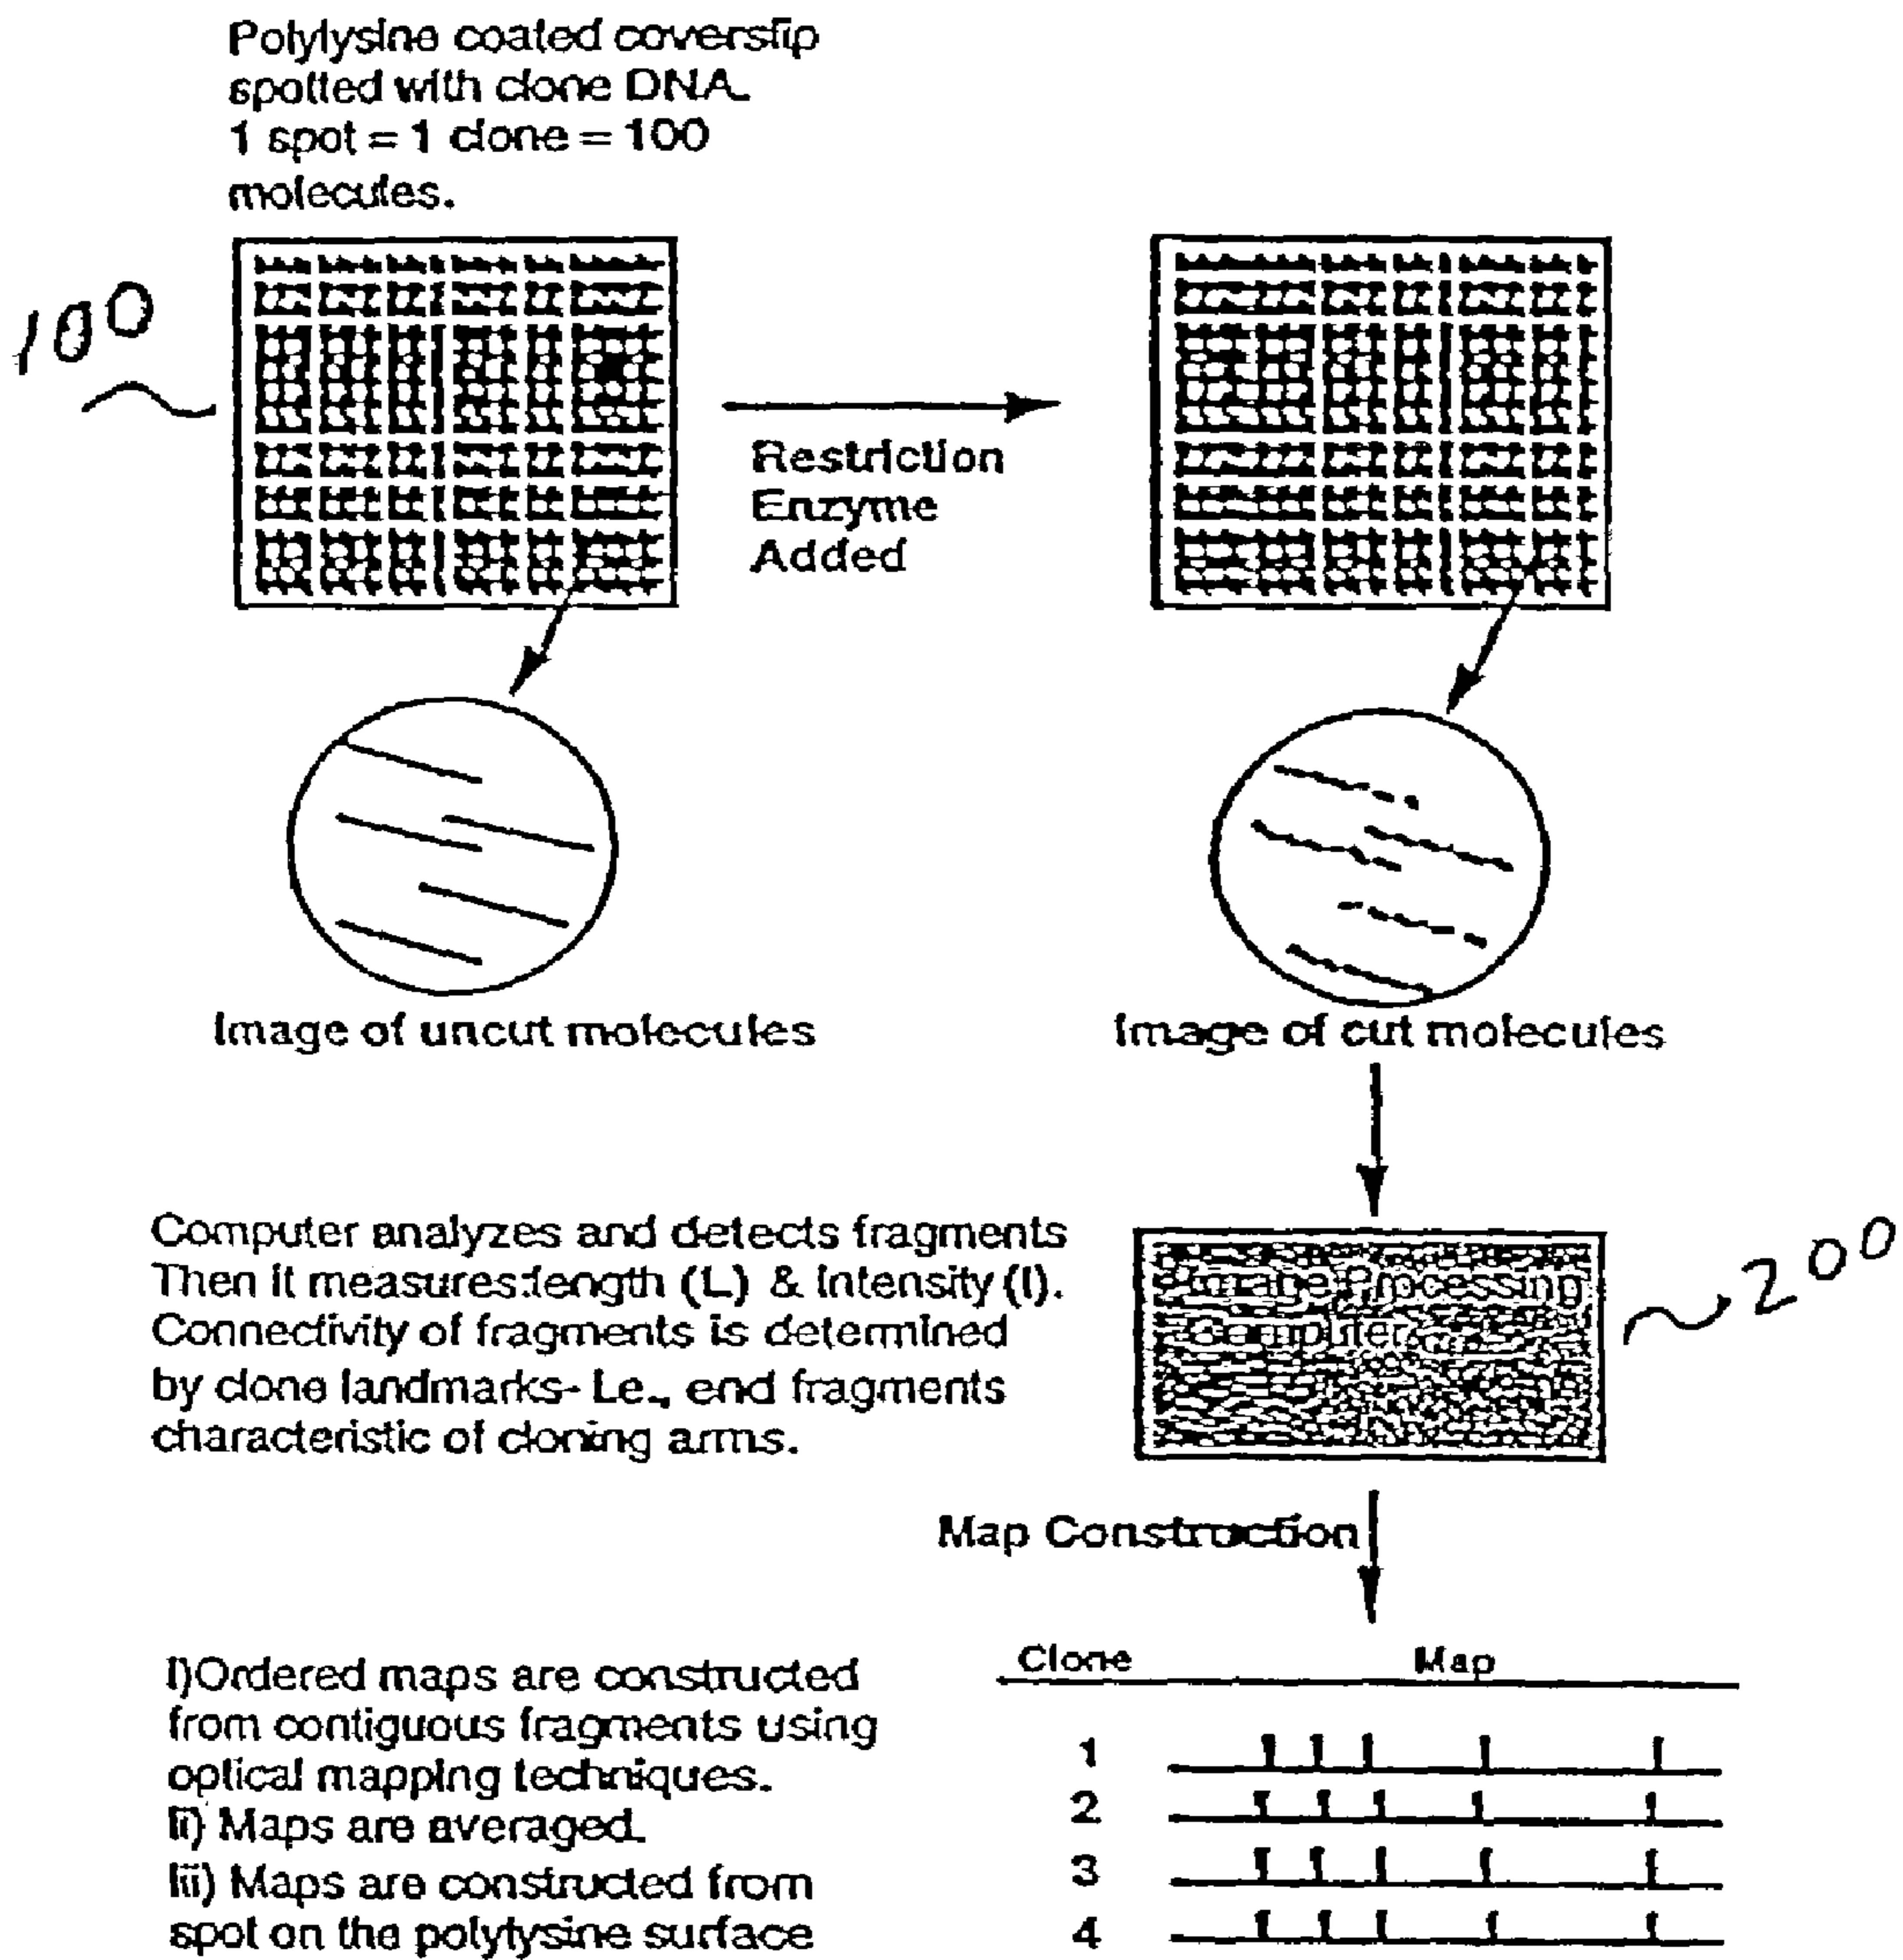 Polylysine coated coverslip
spotted with clone DNA.
1 spot = 1 clone = 100
molecules.
100
Restriction
Enzyme
Added
Image of uncut molecules
Image of cut molecules
Computer analyzes and detects fragments
Then it measures:length (L) & Intensity (I).
Connectivity of fragments is determined
by clone landmarks- i.e., end fragments
characteristic of cloning arms.
Image Processing
Computer
200
Map Construction
i)Ordered maps are constructed
from contiguous fragments using
optical mapping techniques.
ii) Maps are averaged.
iii) Maps are constructed from
spot on the polylysine surface
Clone Map
1
2
3
4